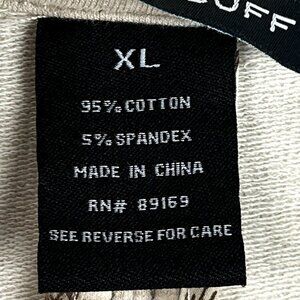 XL
95% COTTON
5% SPANDEX
MADE IN CHINA
RN# 89169
SEE REVERSE FOR CARE